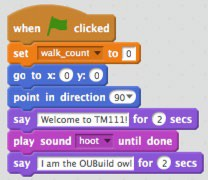 when clicked
set walk_count to 0
go to x: 0 y: 0
point in direction 90
say Welcome to TM111! for 2 secs
play sound hoot until done
say I am the OUBuild owl for 2 secs